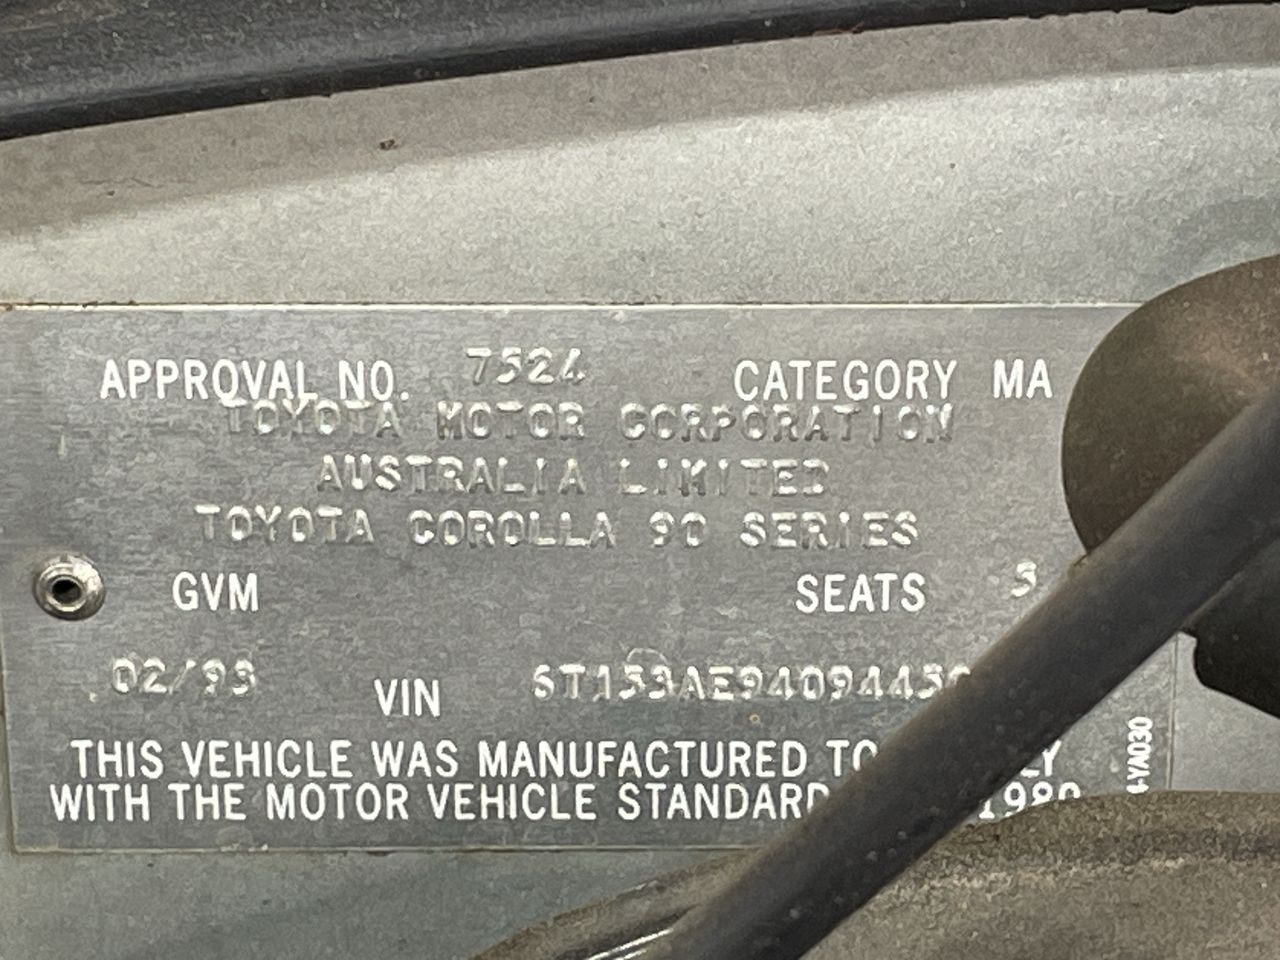 APPROVAL NO. 7524 CATEGORY MA
TOYOTA MOTOR CORPORATION
AUSTRALIA LIMITED
TOYOTA COROLLA 90 SERIES
GVM SEATS 5
02/93 VIN
THIS VEHICLE WAS MANUFACTURED TO
WITH THE MOTOR VEHICLE STANDARD 1989